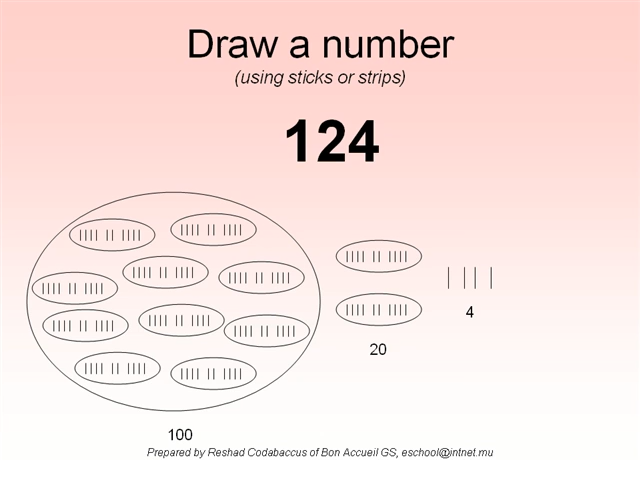 Draw a number
(using sticks or strips)
124
4
20
100
Prepared by Reshad Codabaccus of Bon Accueil GS, eschool@intnet.mu